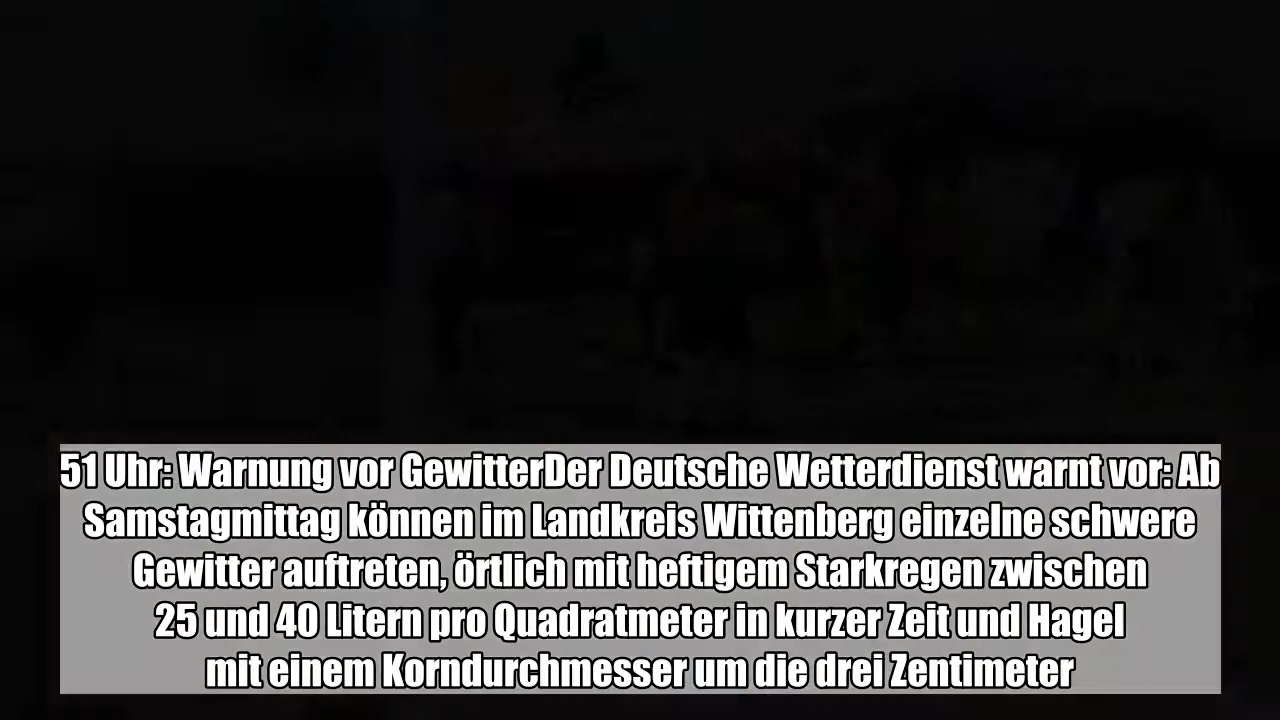 51 Uhr: Warnung vor GewitterDer Deutsche Wetterdienst warnt vor: Ab
Samstagmittag können im Landkreis Wittenberg einzelne schwere
Gewitter auftreten, örtlich mit heftigem Starkregen zwischen
25 und 40 Litern pro Quadratmeter in kurzer Zeit und Hagel
mit einem Korndurchmesser um die drei Zentimeter